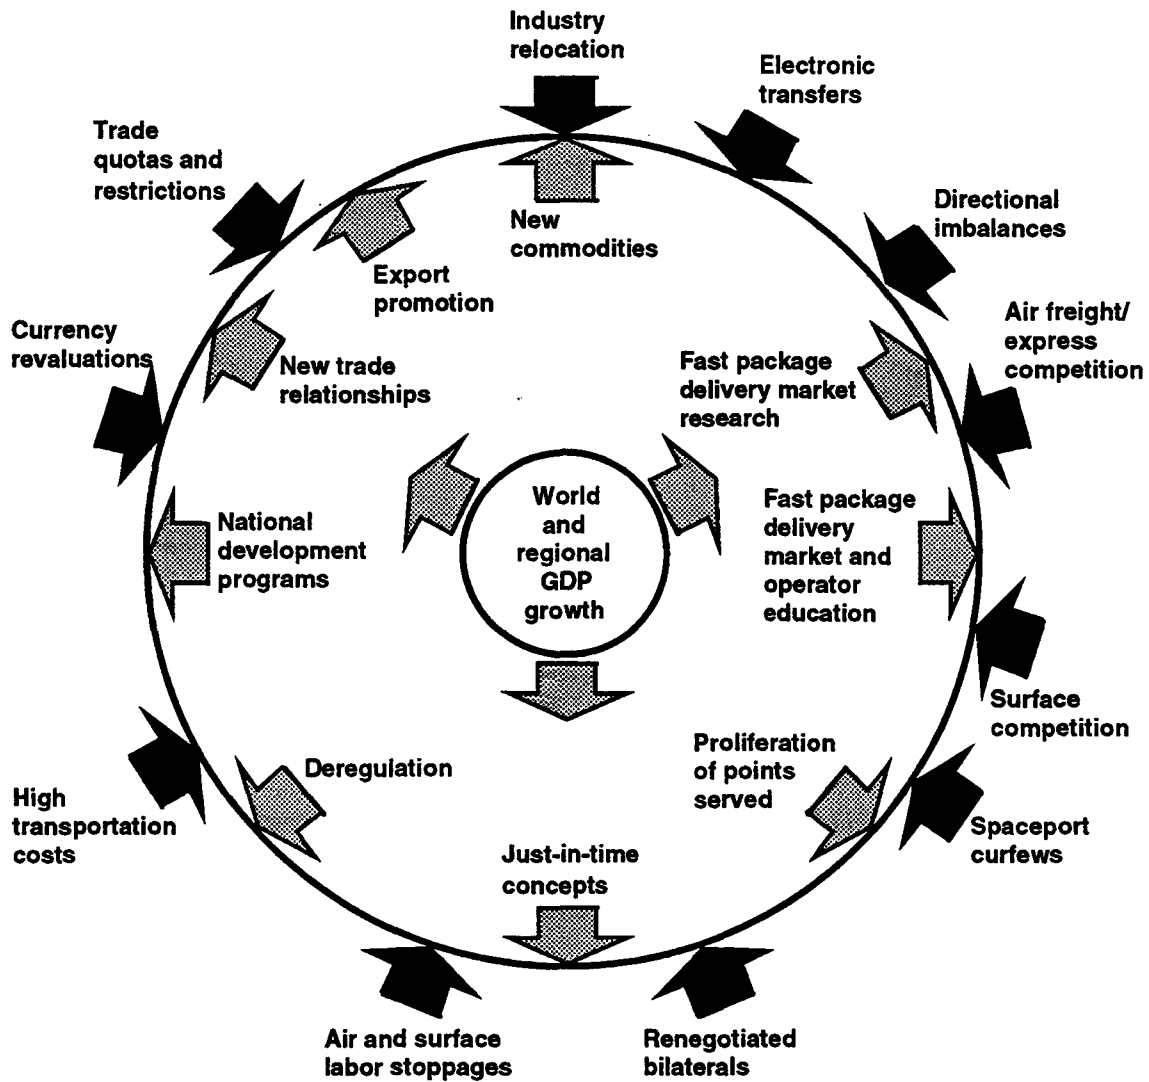 Industry
relocation
Electronic
transfers
Trade
quotas and
restrictions
Directional
imbalances
New
commodities
Export
promotion
Currency
revaluations
Air freight/
express
competition
New trade
relationships
Fast package
delivery market
research
World
and
regional
GDP
growth
National
development
programs
Fast package
delivery
market and
operator
education
Surface
competition
Deregulation
Proliferation
of points
served
High
transportation
costs
Spaceport
curfews
Just-in-time
concepts
Air and surface
labor stoppages
Renegotiated
bilaterals